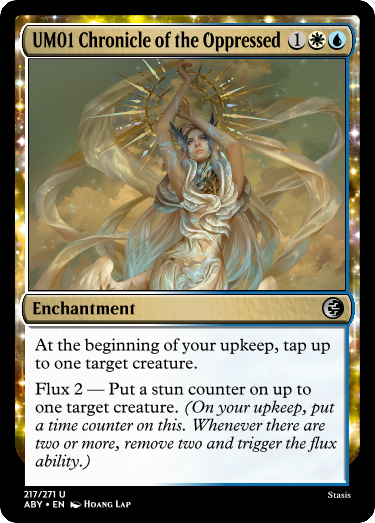 UM01 Chronicle of the Oppressed 1
Enchantment
At the beginning of your upkeep, tap up
to one target creature.
Flux 2 — Put a stun counter on up to
one target creature. (On your upkeep, put
a time counter on this. Whenever there are
two or more, remove two and trigger the flux
ability.)
217/271 U
ABY • EN Hoang Lap
Stasis